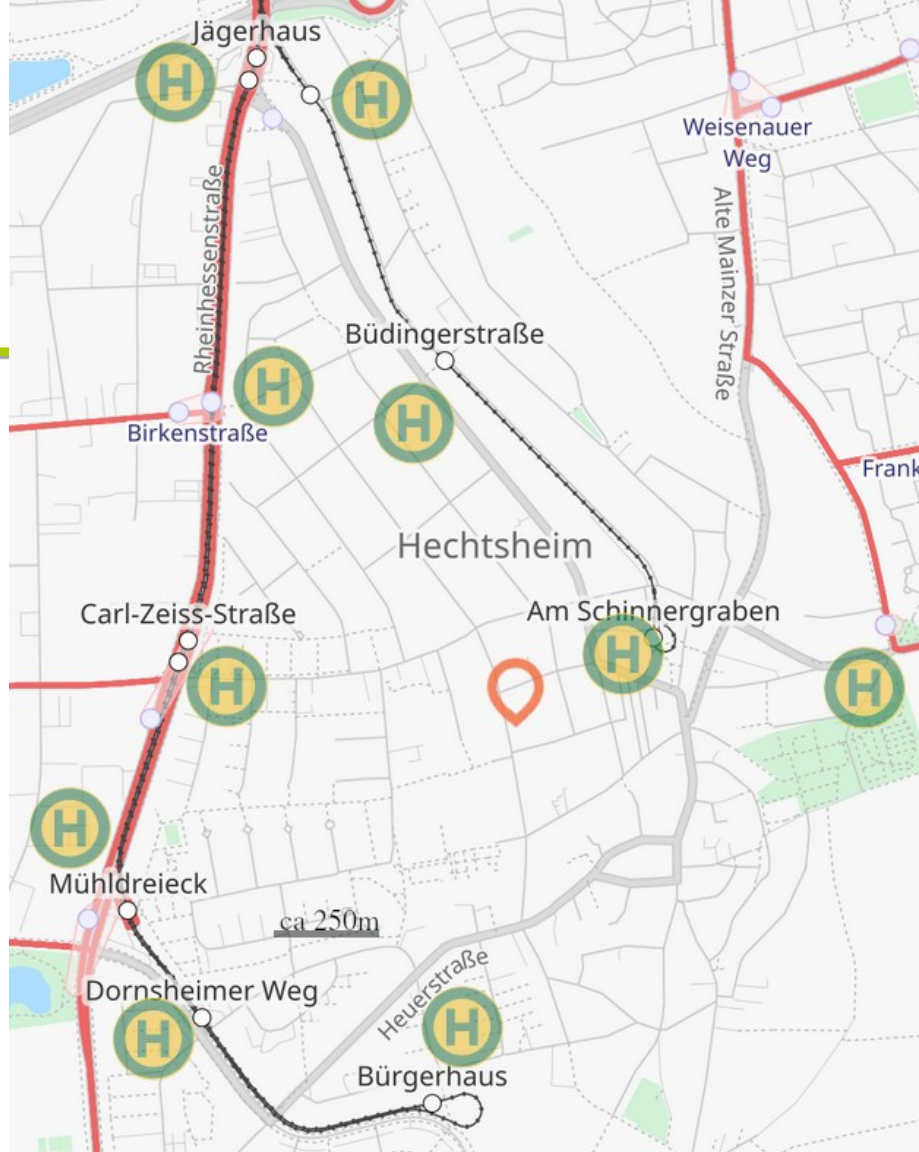 Jägerhaus
H
H
Weisenauer
Weg
Rheinhessenstraße
Alte Mainzer Straße
Büdingerstraße
H
H
Birkenstraße
Frank
Hechtsheim
Carl-Zeiss-Straße
Am Schinnergraben
H
H
H
H
Mühldreieck
ca 250m
Dornsheimer Weg
Heuerstraße
H
H
Bürgerhaus